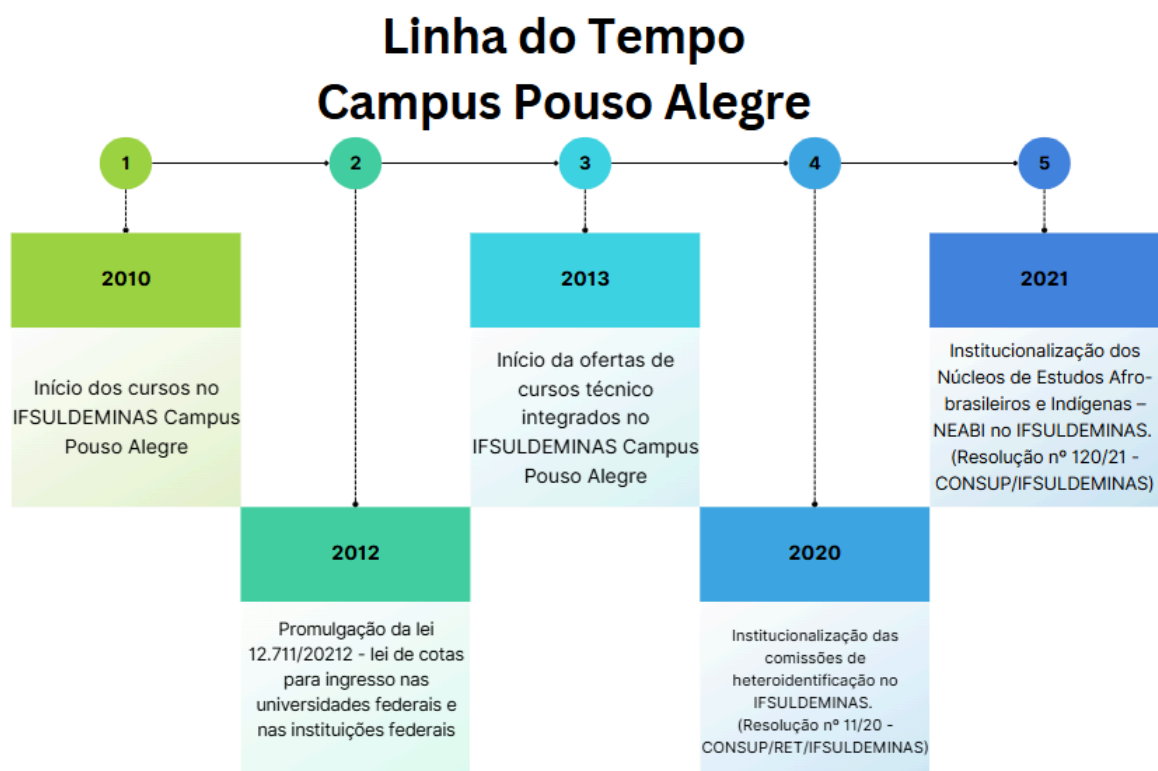 Linha do Tempo
Campus Pouso Alegre
1
2
3
4
5
2010
Início dos cursos no
IFSULDEMINAS Campus
Pouso Alegre
2012
Promulgação da lei
12.711/20212 - lei de cotas
para ingresso nas
universidades federais e
nas instituições federais
2013
Início da ofertas de
cursos técnico
integrados no
IFSULDEMINAS Campus
Pouso Alegre
2020
Institucionalização das
comissões de
heteroidentificação no
IFSULDEMINAS.
(Resolução nº 11/20 -
CONSUP/RET/IFSULDEMINAS)
2021
Institucionalização dos
Núcleos de Estudos Afro-
brasileiros e Indígenas –
NEABI no IFSULDEMINAS.
(Resolução nº 120/21 -
CONSUP/IFSULDEMINAS)